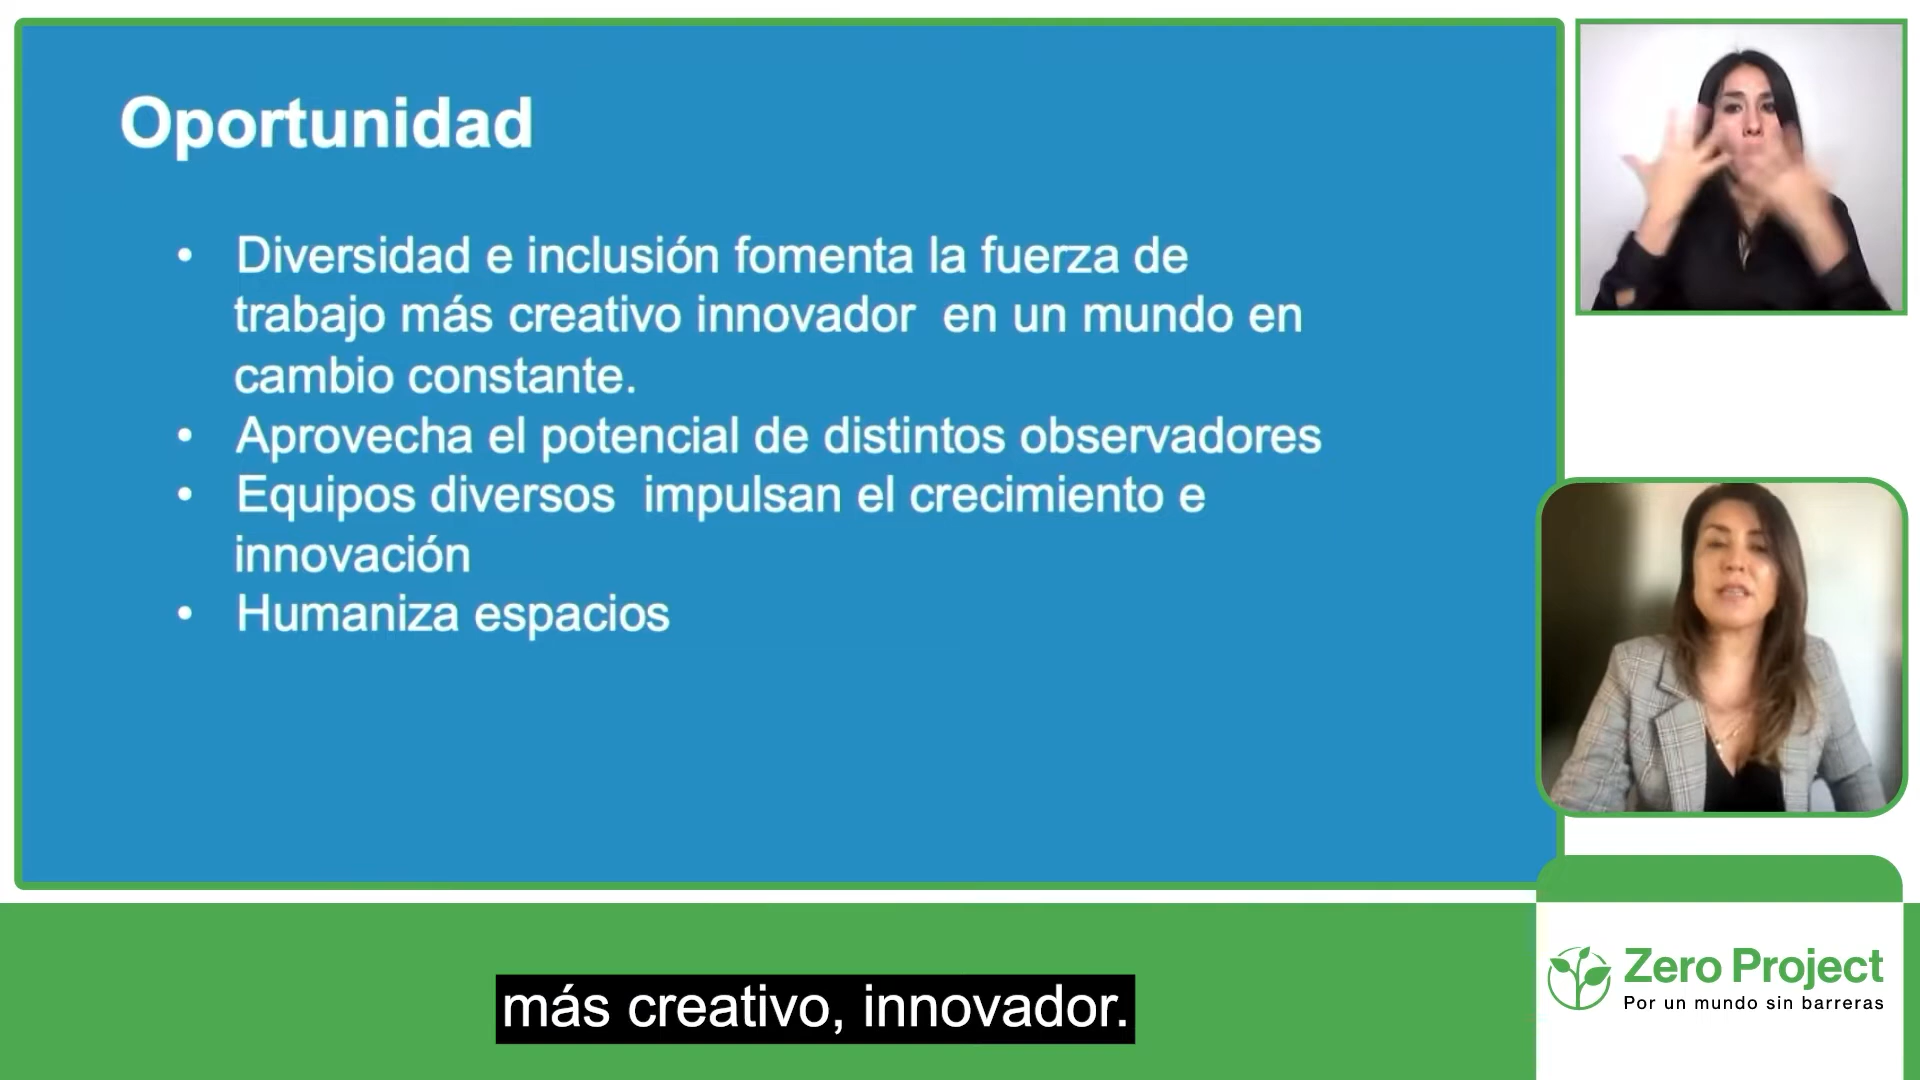 Oportunidad
• Diversidad e inclusión fomenta la fuerza de
trabajo más creativo innovador  en un mundo en
cambio constante.
• Aprovecha el potencial de distintos observadores
• Equipos diversos  impulsan el crecimiento e
innovación
• Humaniza espacios
más creativo, innovador.
Zero Project
Por un mundo sin barreras